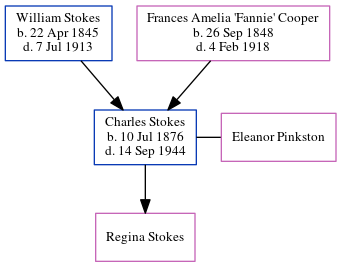 William Stokes
b. 22 Apr 1845
d. 7 Jul 1913
Frances Amelia 'Fannie' Cooper
b. 26 Sep 1848
d. 4 Feb 1918
Charles Stokes
b. 10 Jul 1876
d. 14 Sep 1944
Eleanor Pinkston
Regina Stokes